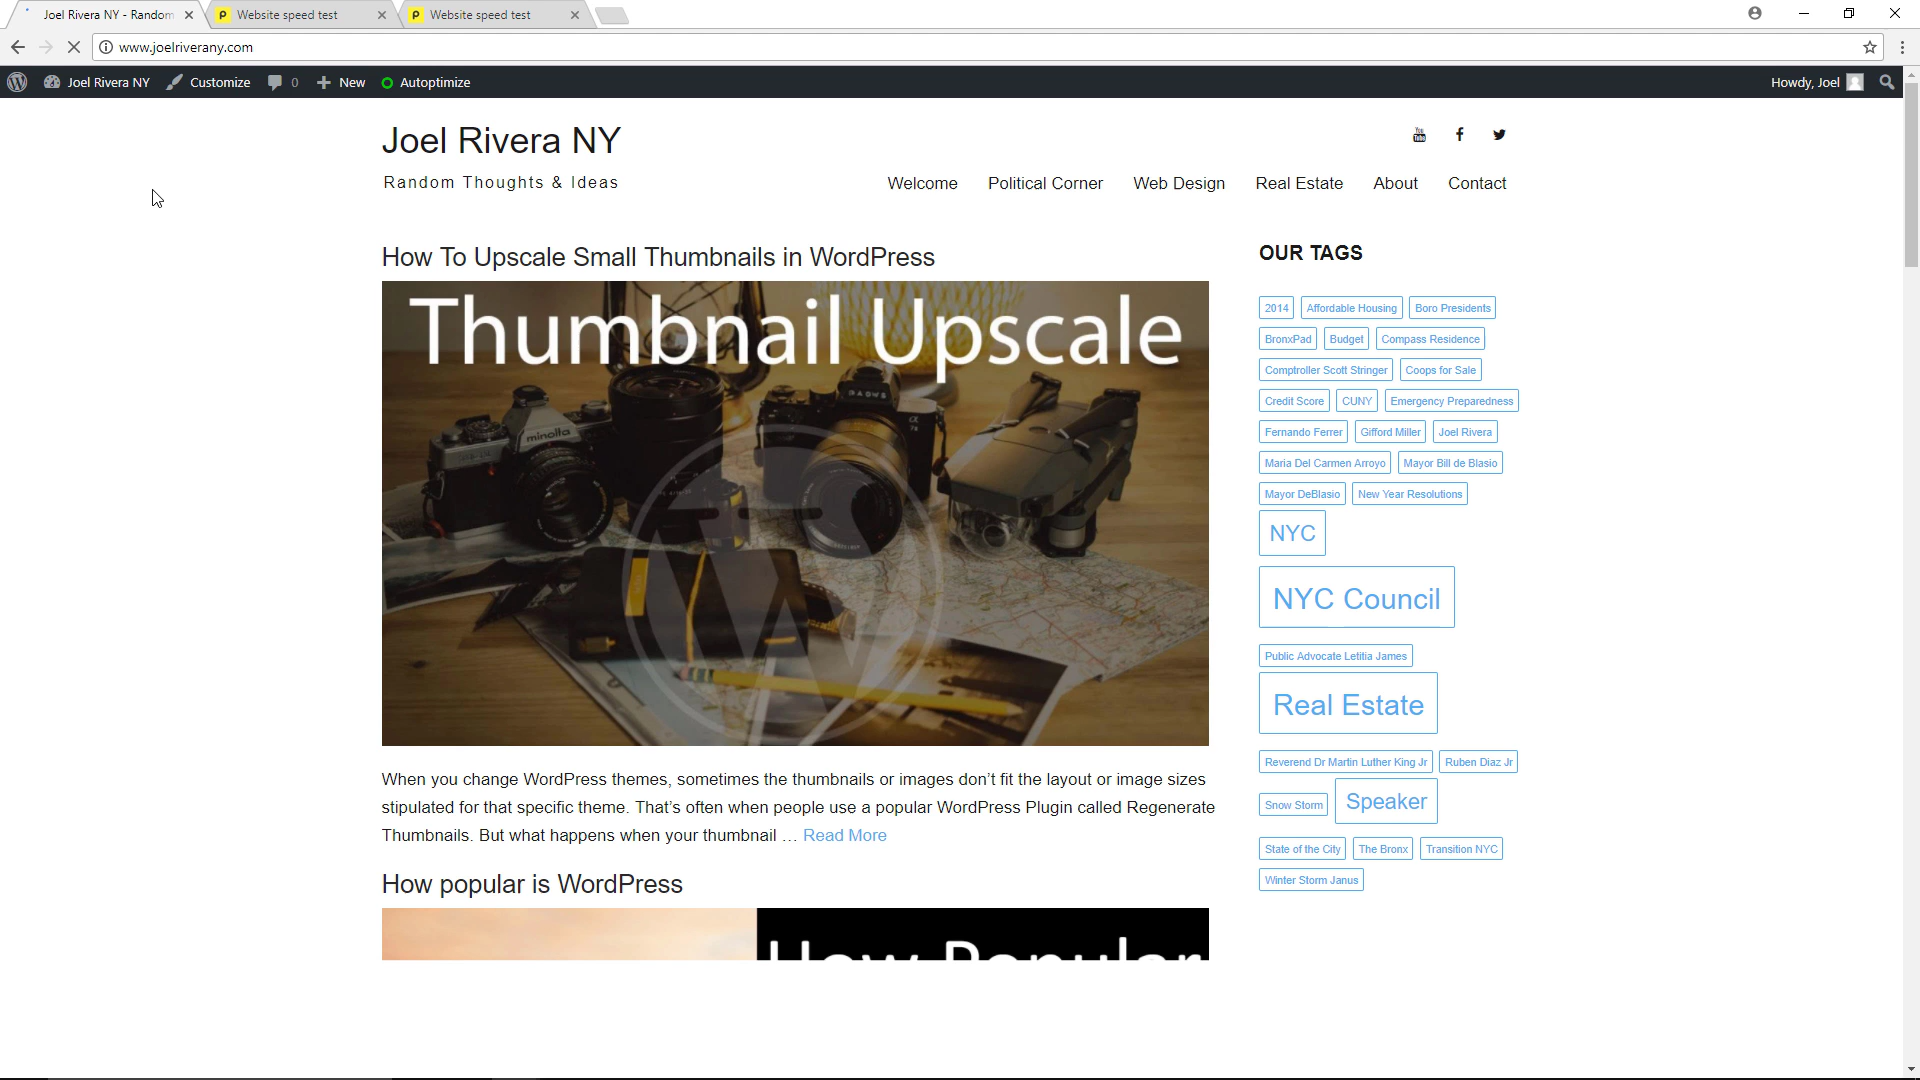 Joel Rivera NY - Random
Website speed test
Website speed test
www.joelriverany.com
Joel Rivera NY
Customize
0
New
Autoptimize
Howdy, Joel
Joel Rivera NY
Random Thoughts & Ideas
You Tube
Welcome
Political Corner
Web Design
Real Estate
About
Contact
How To Upscale Small Thumbnails in WordPress
Thumbnail Upscale
minolta
When you change WordPress themes, sometimes the thumbnails or images don't fit the layout or image sizes
stipulated for that specific theme. That's often when people use a popular WordPress Plugin called Regenerate
Thumbnails. But what happens when your thumbnail … Read More
How popular is WordPress
How Popular
OUR TAGS
2014 Affordable Housing Boro Presidents
BronxPad Budget Compass Residence
Comptroller Scott Stringer Coops for Sale
Credit Score CUNY Emergency Preparedness
Fernando Ferrer Gifford Miller Joel Rivera
Maria Del Carmen Arroyo Mayor Bill de Blasio
Mayor DeBlasio New Year Resolutions
NYC
NYC Council
Public Advocate Letitia James
Real Estate
Reverend Dr Martin Luther King Jr Ruben Diaz Jr
Snow Storm Speaker
State of the City The Bronx Transition NYC
Winter Storm Janus